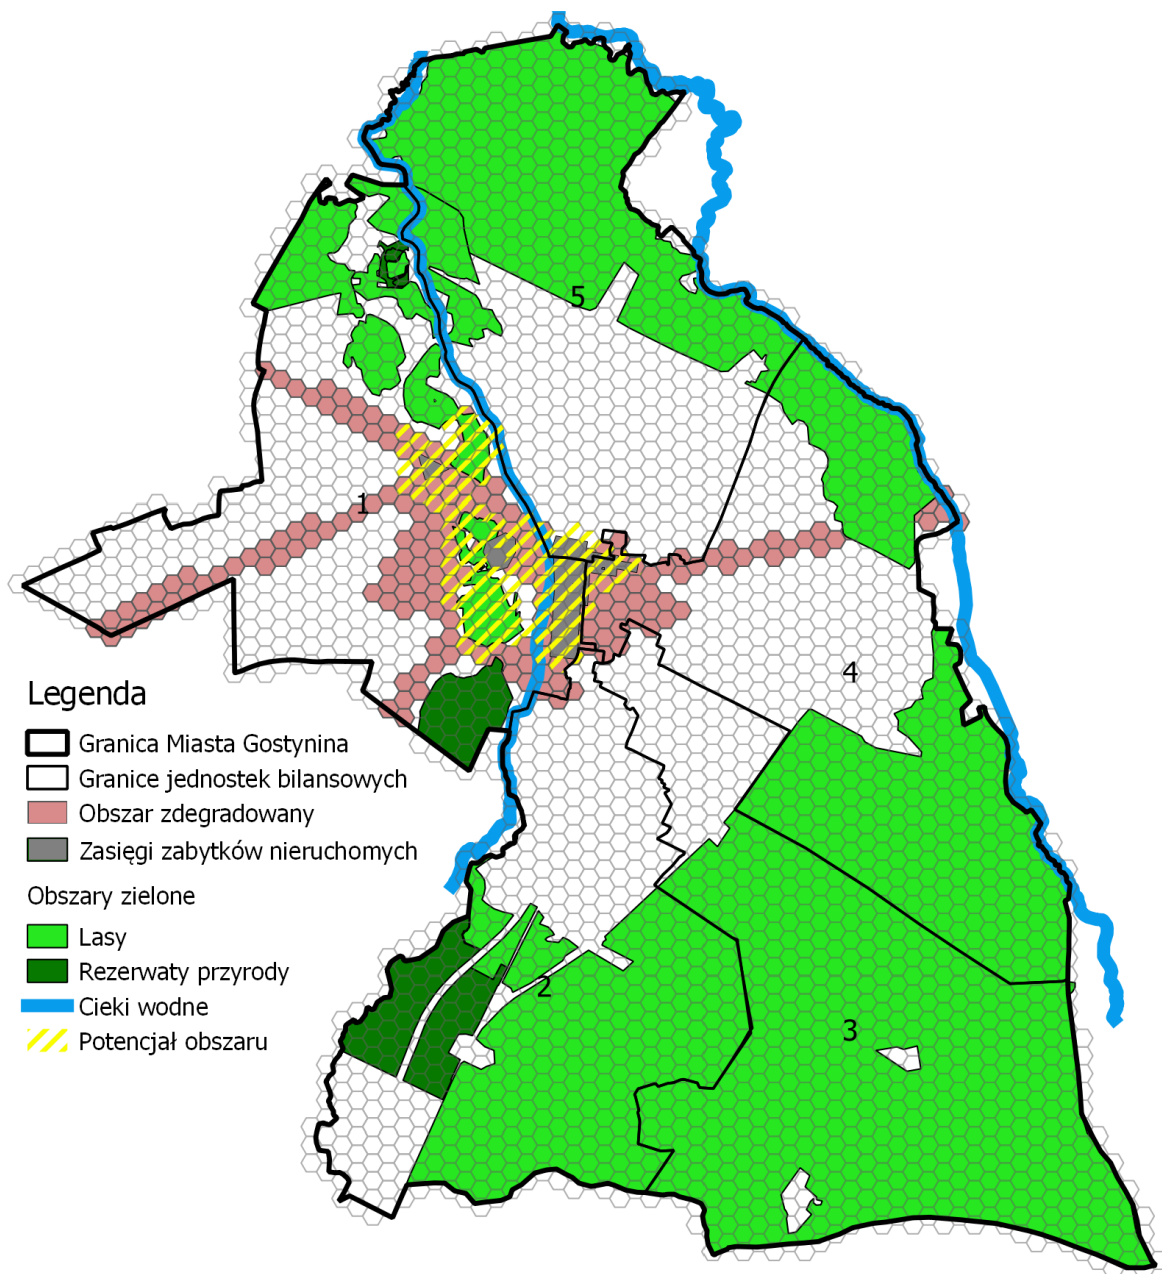 5
1
4
Legenda
Granica Miasta Gostynina
Granice jednostek bilansowych
Obszar zdegradowany
Zasięgi zabytków nieruchomych
Obszary zielone
Lasy
Rezerwaty przyrody
Cieki wodne
Potencjał obszaru
2
3